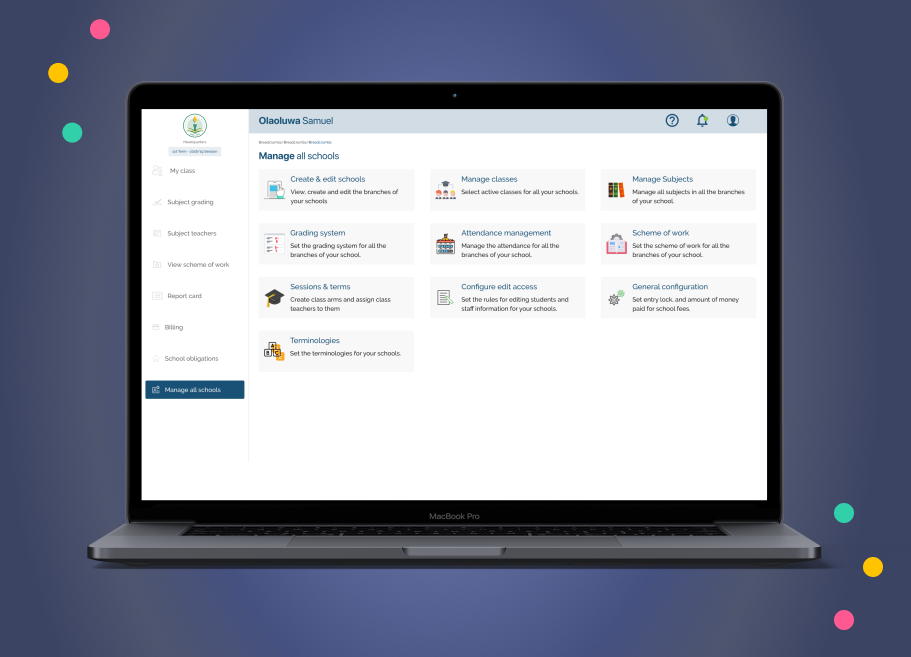 Olaoluwa Samuel
Headquarters
My class
Subject grading
Subject teachers
View scheme of work
Report card
Billing
School obligations
Manage all schools
Breadcrumbs/ Breadcrumbs/ Breadcrumbs
Manage all schools
Create & edit schools
View, create and edit the branches of
your schools
Manage classes
Select active classes for all your schools.
Manage Subjects
Manage all subjects in all the branches
of your school.
Grading system
Set the grading system for all the
branches of your school.
Attendance management
Manage the attendance for all the
branches of your school.
Scheme of work
Set the scheme of work for all the
branches of your school.
Sessions & terms
Create class arms and assign class
teachers to them
Configure edit access
Set the rules for editing students and
staff information for your schools.
General configuration
Set entry lock, and amount of money
paid for school fees.
Terminologies
Set the terminologies for your schools.
MacBook Pro